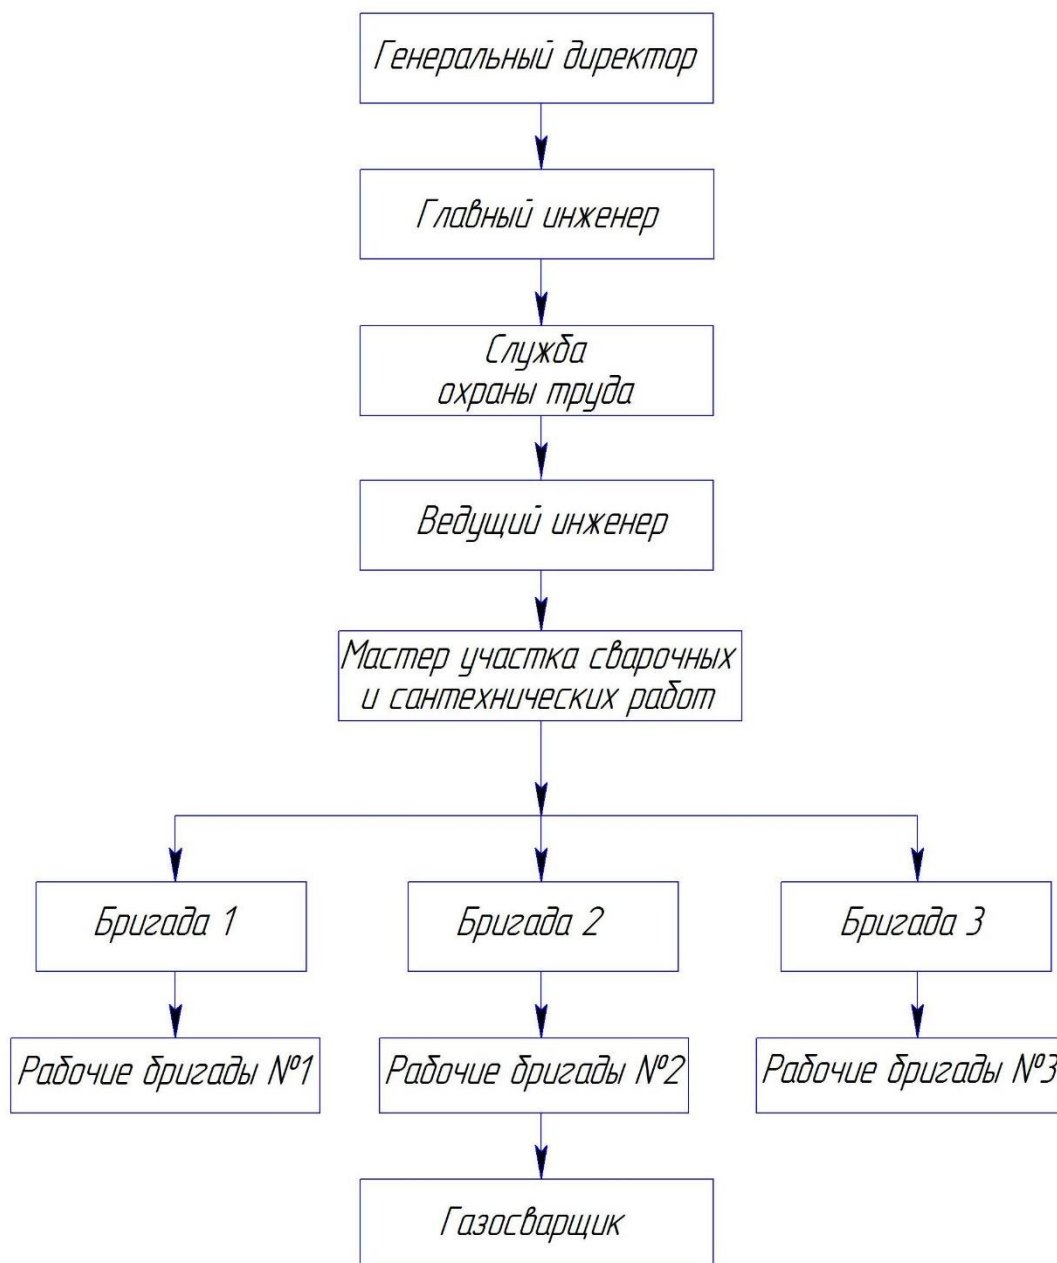 Генеральный директор
Главный инженер
Служба
охраны труда
Ведущий инженер
Мастер участка сварочных
и сантехнических работ
Бригада 1
Бригада 2
Бригада 3
Рабочие бригады №1
Рабочие бригады №2
Рабочие бригады №3
Газосварщик